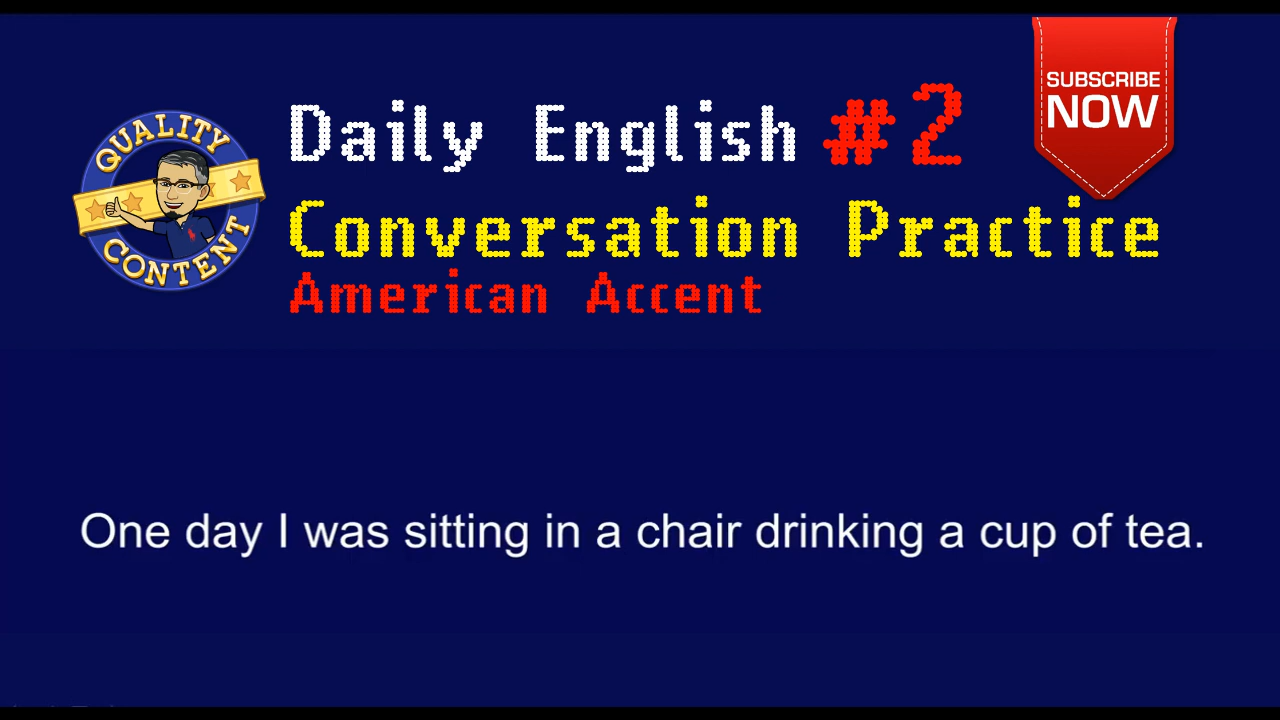 QUALITY
CONTENT
Daily English #2
Conversation Practice
American Accent
SUBSCRIBE
NOW
One day I was sitting in a chair drinking a cup of tea.